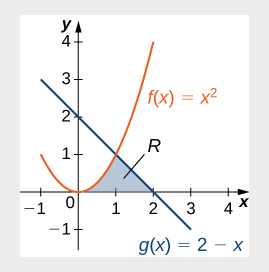 y
4
3
2
1
−1
f(x) = x²
R
x
−1 0 1 2 3 4
g(x) = 2 − x